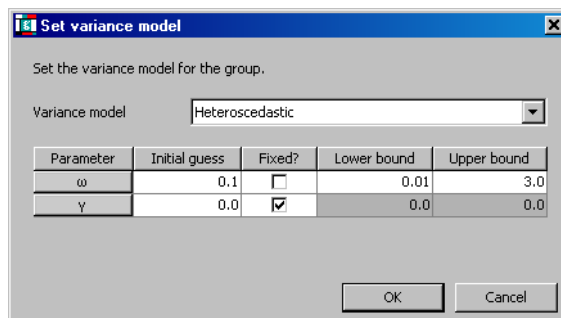 Set variance model
Set the variance model for the group.
Variance model Heteroscedastic
Parameter Initial guess Fixed? Lower bound Upper bound
ω 0.1 0.01 3.0
γ 0.0 0.0 0.0
OK Cancel